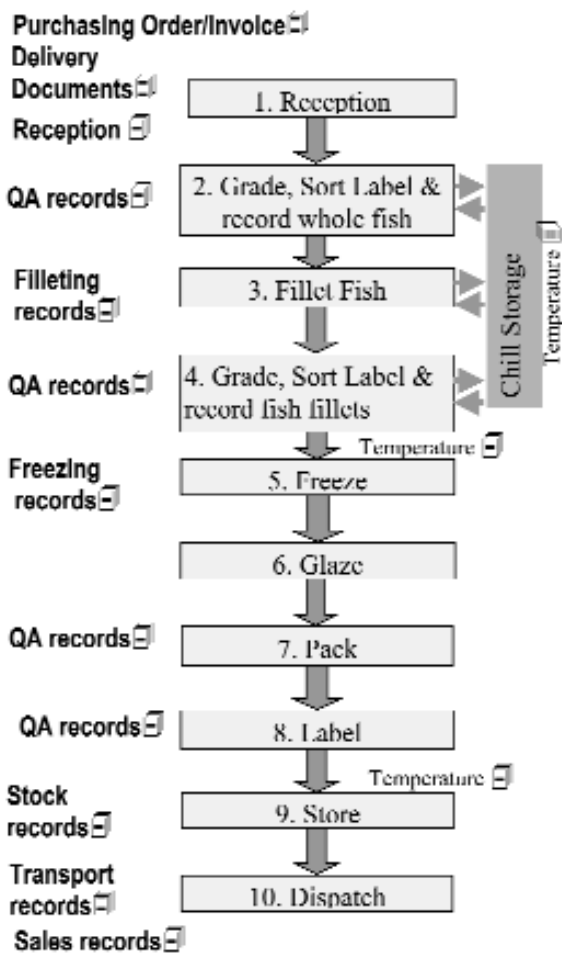 Purchasing Order/Invoice
Delivery
Documents
1. Reception
Reception
QA records
2. Grade, Sort Label &
record whole fish
Filleting
records
3. Fillet Fish
Chill Storage
Temperature
QA records
4. Grade, Sort Label &
record fish fillets
Temperature
Freezing
records
5. Freeze
6. Glaze
QA records
7. Pack
QA records
8. Label
Temperature
Stock
records
9. Store
Transport
records
10. Dispatch
Sales records